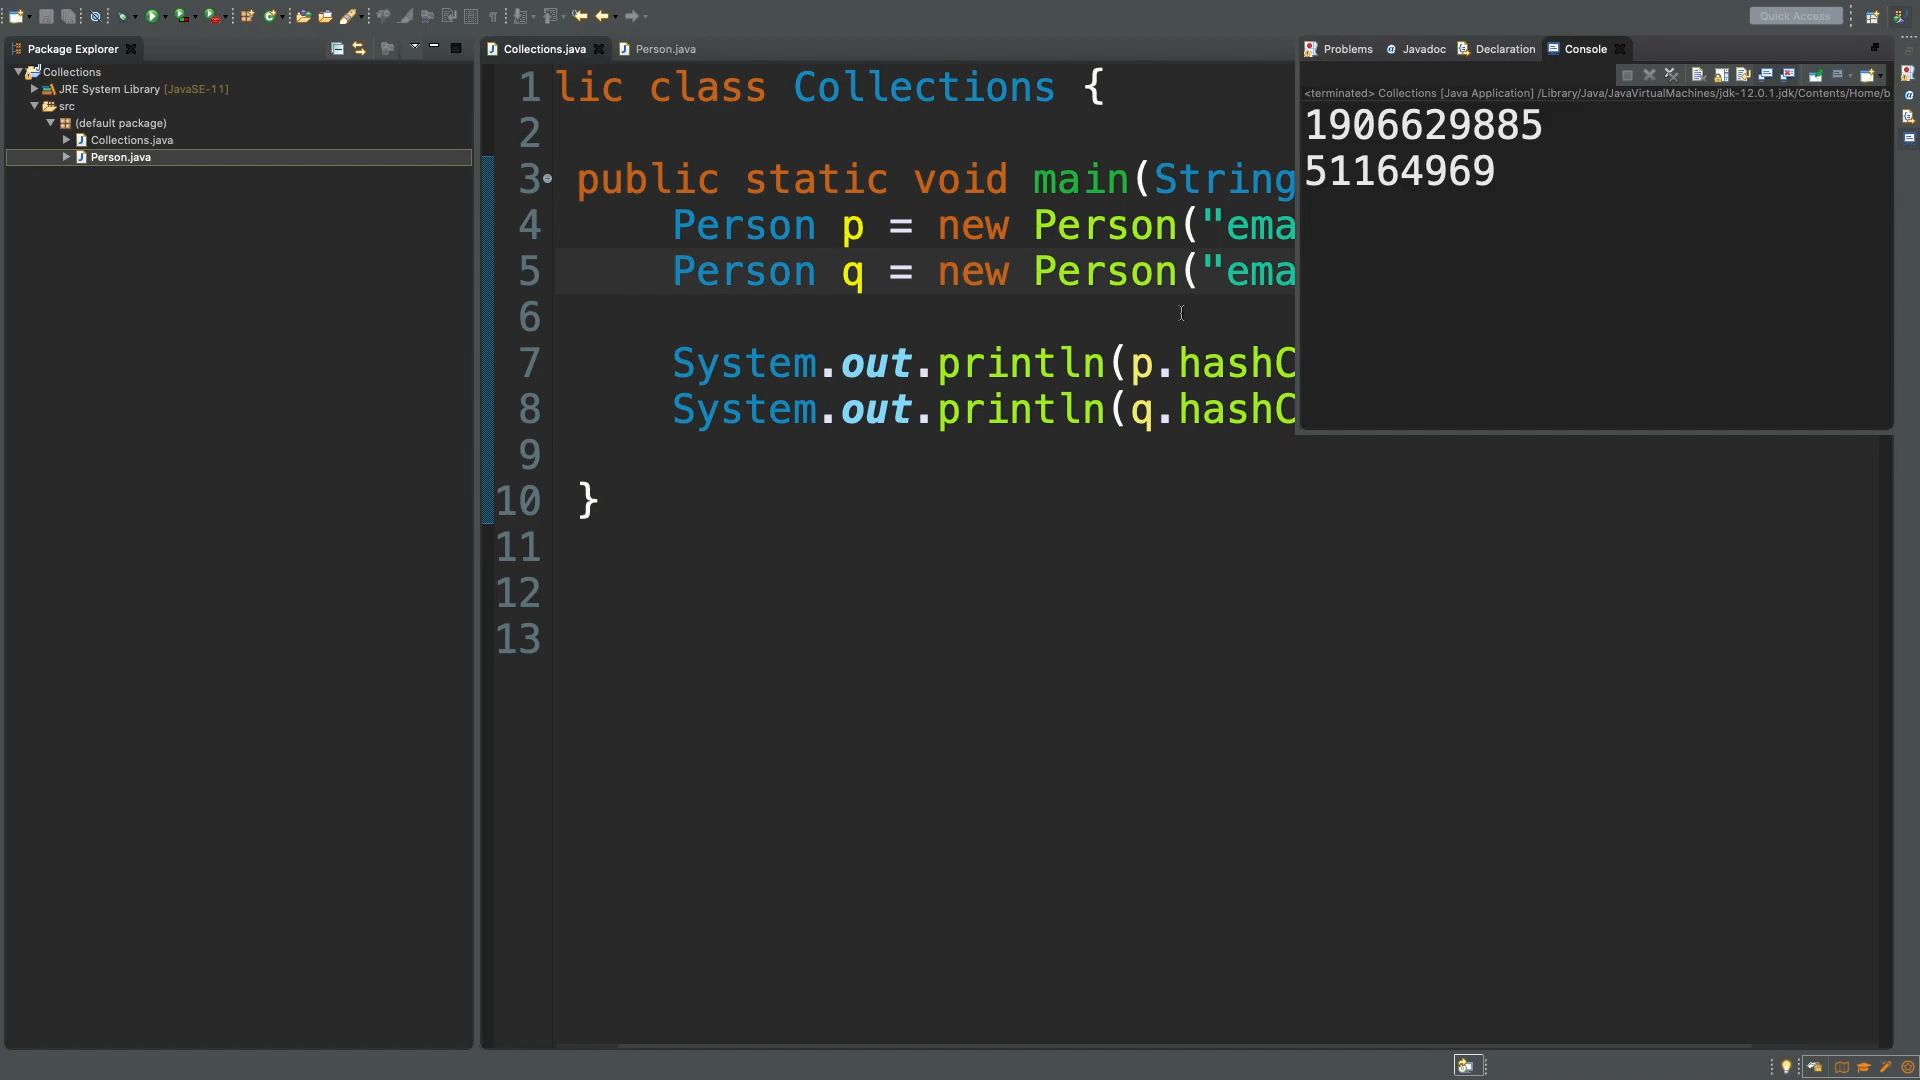 Quick Access
Package Explorer
Collections
JRE System Library [JavaSE-11]
src
(default package)
Collections.java
Person.java
Collections.java
Person.java
1 lic class Collections {
2
3 public static void main(String
4 Person p = new Person("ema
5 Person q = new Person("ema
6
7 System.out.println(p.hashC
8 System.out.println(q.hashC
9
10 }
11
12
13
Problems
Javadoc
Declaration
Console
<terminated> Collections [Java Application] /Library/Java/JavaVirtualMachines/jdk-12.0.1.jdk/Contents/Home/b
1906629885
51164969